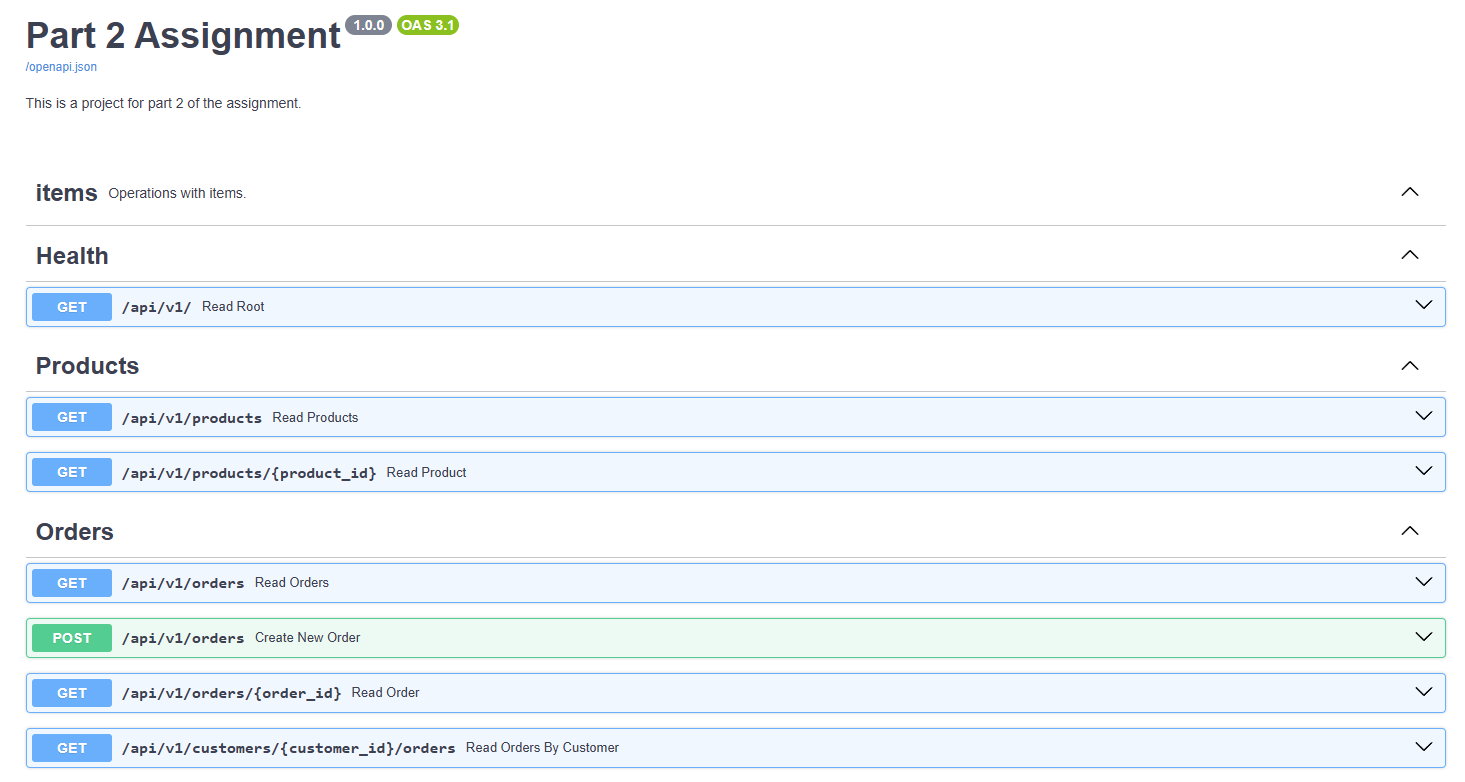 Part 2 Assignment 1.0.0 OAS 3.1
/openapi.json
This is a project for part 2 of the assignment.
items Operations with items.
Health
GET /api/v1/ Read Root
Products
GET /api/v1/products Read Products
GET /api/v1/products/{product_id} Read Product
Orders
GET /api/v1/orders Read Orders
POST /api/v1/orders Create New Order
GET /api/v1/orders/{order_id} Read Order
GET /api/v1/customers/{customer_id}/orders Read Orders By Customer